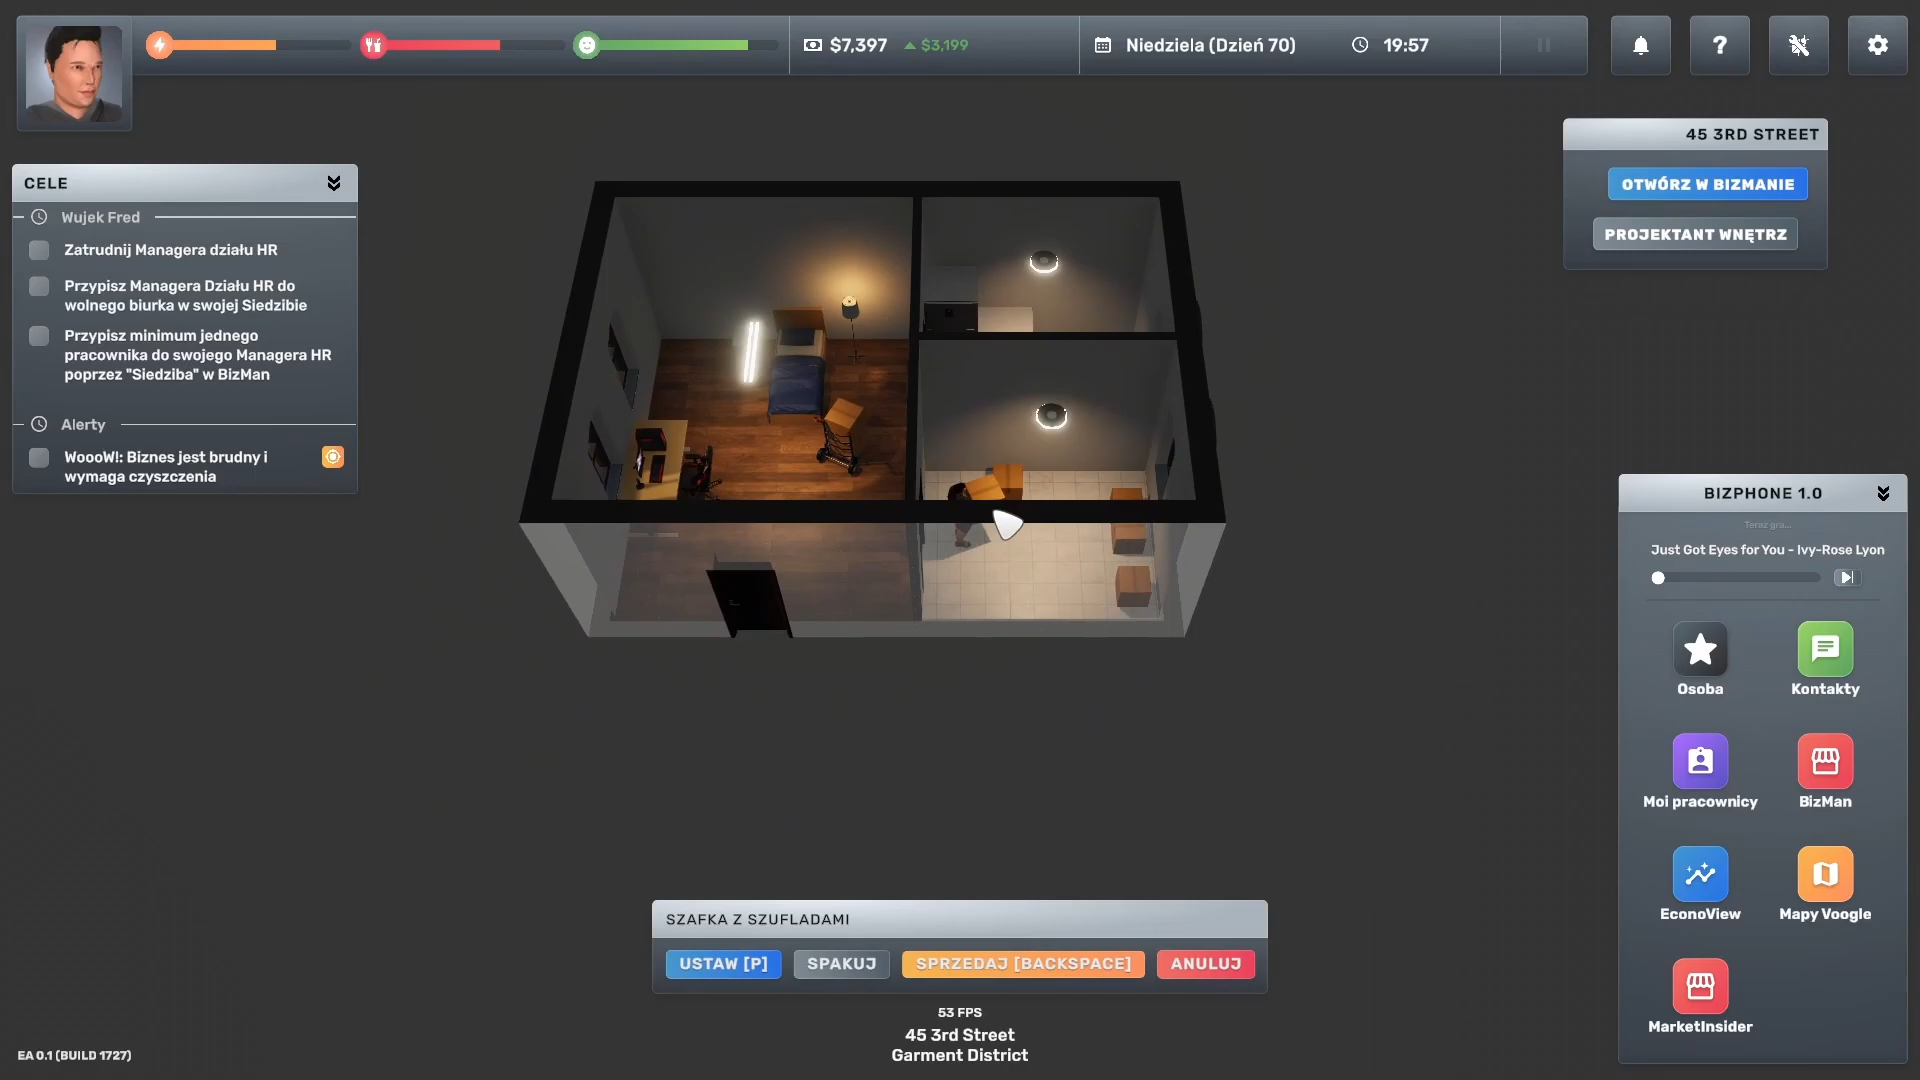 $7,397
$3,199
Niedziela (Dzień 70)
19:57
?
45 3RD STREET
OTWÓRZ W BIZMANIE
PROJEKTANT WNĘTRZ
CELE
Wujek Fred
Zatrudnij Managera działu HR
Przypisz Managera Działu HR do
wolnego biurka w swojej Siedzibie
Przypisz minimum jednego
pracownika do swojego Managera HR
poprzez "Siedziba" w BizMan
Alerty
WoooW!: Biznes jest brudny i
wymaga czyszczenia
BIZPHONE 1.0
Teraz gra...
Just Got Eyes for You - Ivy-Rose Lyon
Osoba
Kontakty
Moi pracownicy
BizMan
EconoView
Mapy Voogle
MarketInsider
SZAFKA Z SZUFLADAMI
USTAW [P]
SPAKUJ
SPRZEDAJ [BACKSPACE]
ANULUJ
53 FPS
45 3rd Street
Garment District
EA 0.1 (BUILD 1727)